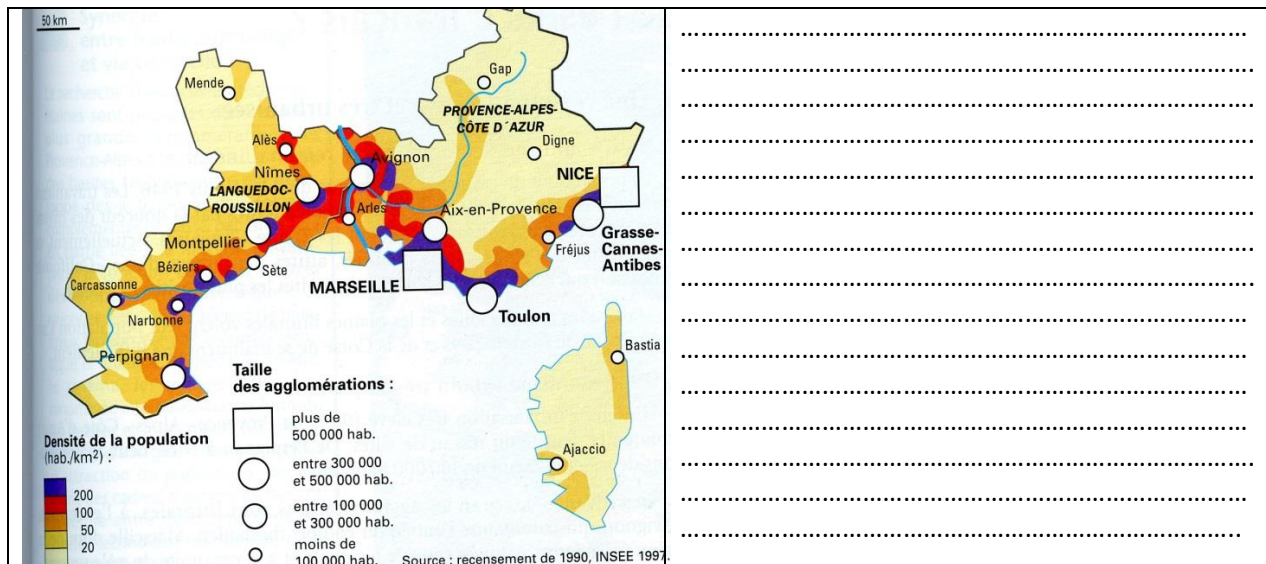 50 km
Mende
Gap
PROVENCE-ALPES-
CÔTE D´AZUR
Alès
Digne
Avignon
Nîmes
NICE
LANGUEDOC-
ROUSSILLON
Arles
Aix-en-Provence
Montpellier
Grasse-
Cannes-
Antibes
Fréjus
Béziers
Sète
Carcassonne
MARSEILLE
Narbonne
Toulon
Bastia
Perpignan
Taille
des agglomérations :
plus de
500 000 hab.
Densité de la population
(hab./km²) :
Ajaccio
entre 300 000
et 500 000 hab.
200
100
50
20
entre 100 000
et 300 000 hab.
moins de
100 000 hab.
Source : recensement de 1990, INSEE 1997.